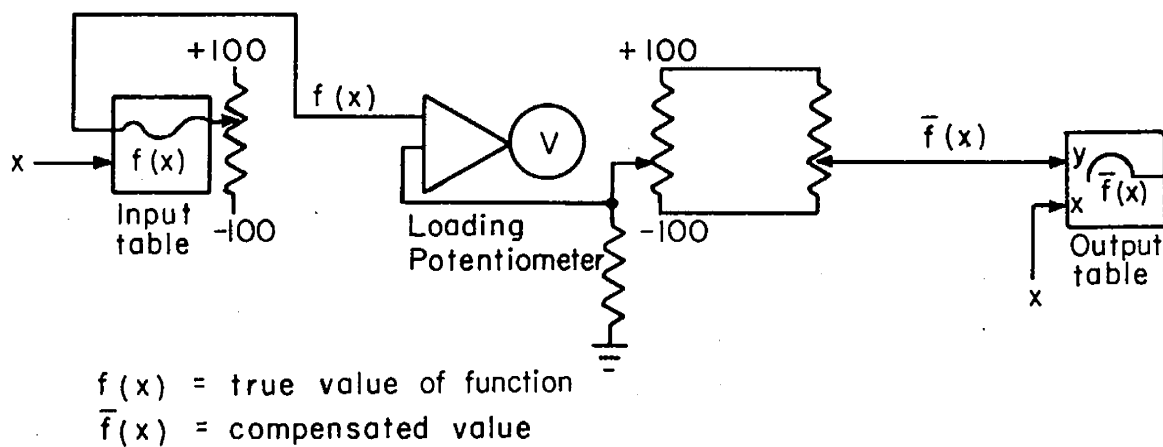 +100
f(x)
x
f(x)
Input
table
-100
V
Loading
Potentiometer
+100
-100
f̅(x)
y
f̅(x)
x
Output
table
x
f(x) = true value of function
f̅(x) = compensated value